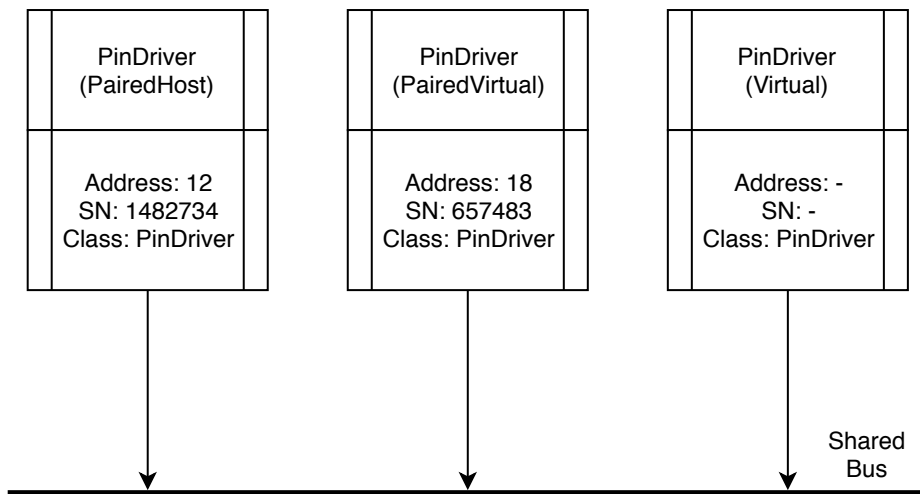 PinDriver
(PairedHost)
Address: 12
SN: 1482734
Class: PinDriver
PinDriver
(PairedVirtual)
Address: 18
SN: 657483
Class: PinDriver
PinDriver
(Virtual)
Address: -
SN: -
Class: PinDriver
Shared
Bus